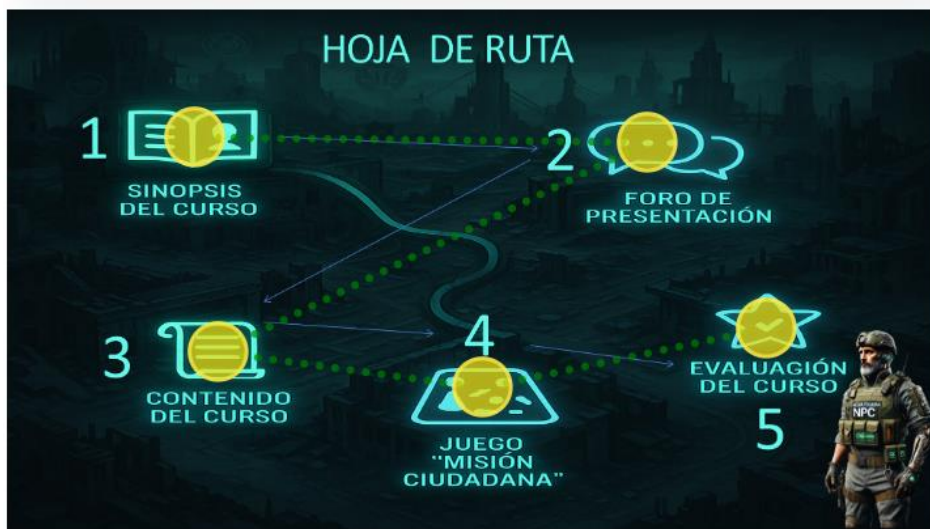 HOJA DE RUTA
1
SINOPSIS
DEL CURSO
2
FORO DE
PRESENTACIÓN
3
CONTENIDO
DEL CURSO
4
JUEGO
"MISIÓN
CIUDADANA"
EVALUAGIÓN
DEL CURSO
5
NPC